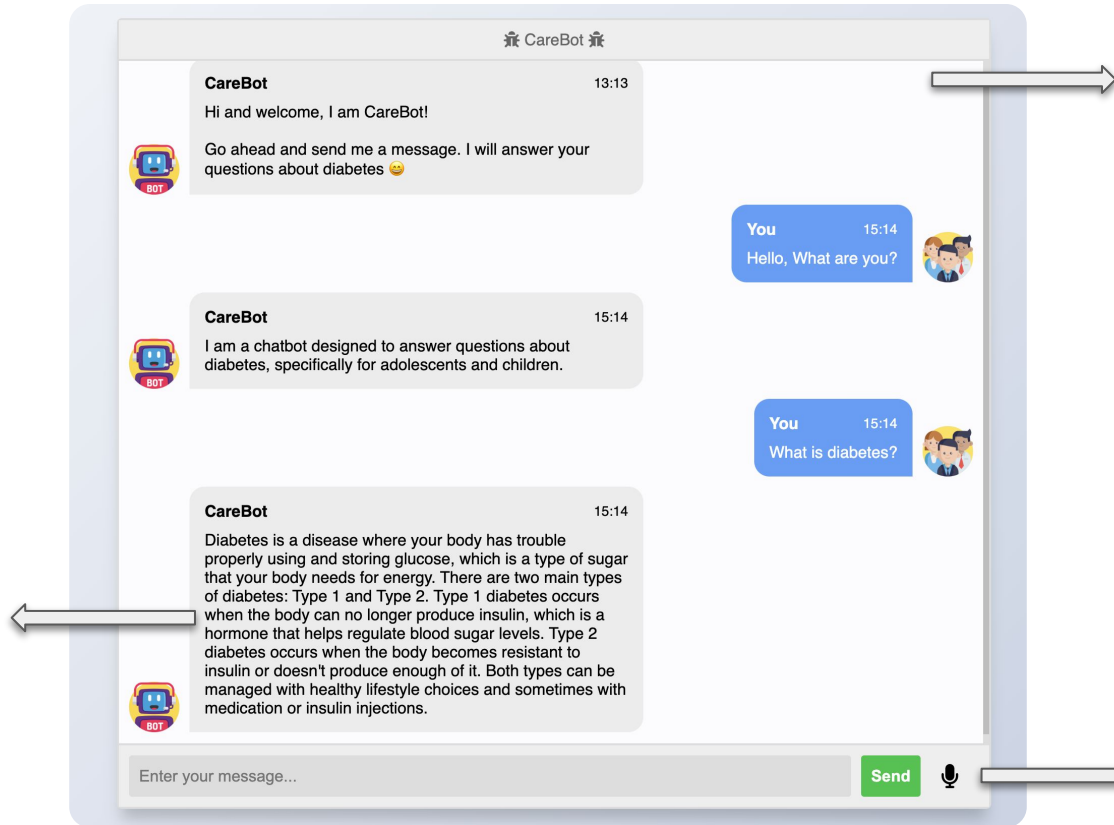 CareBot
CareBot 13:13
Hi and welcome, I am CareBot!
Go ahead and send me a message. I will answer your
questions about diabetes 😄
BOT
You 15:14
Hello, What are you?
CareBot 15:14
I am a chatbot designed to answer questions about
diabetes, specifically for adolescents and children.
BOT
You 15:14
What is diabetes?
CareBot 15:14
Diabetes is a disease where your body has trouble
properly using and storing glucose, which is a type of sugar
that your body needs for energy. There are two main types
of diabetes: Type 1 and Type 2. Type 1 diabetes occurs
when the body can no longer produce insulin, which is a
hormone that helps regulate blood sugar levels. Type 2
diabetes occurs when the body becomes resistant to
insulin or doesn't produce enough of it. Both types can be
managed with healthy lifestyle choices and sometimes with
medication or insulin injections.
BOT
Enter your message...
Send